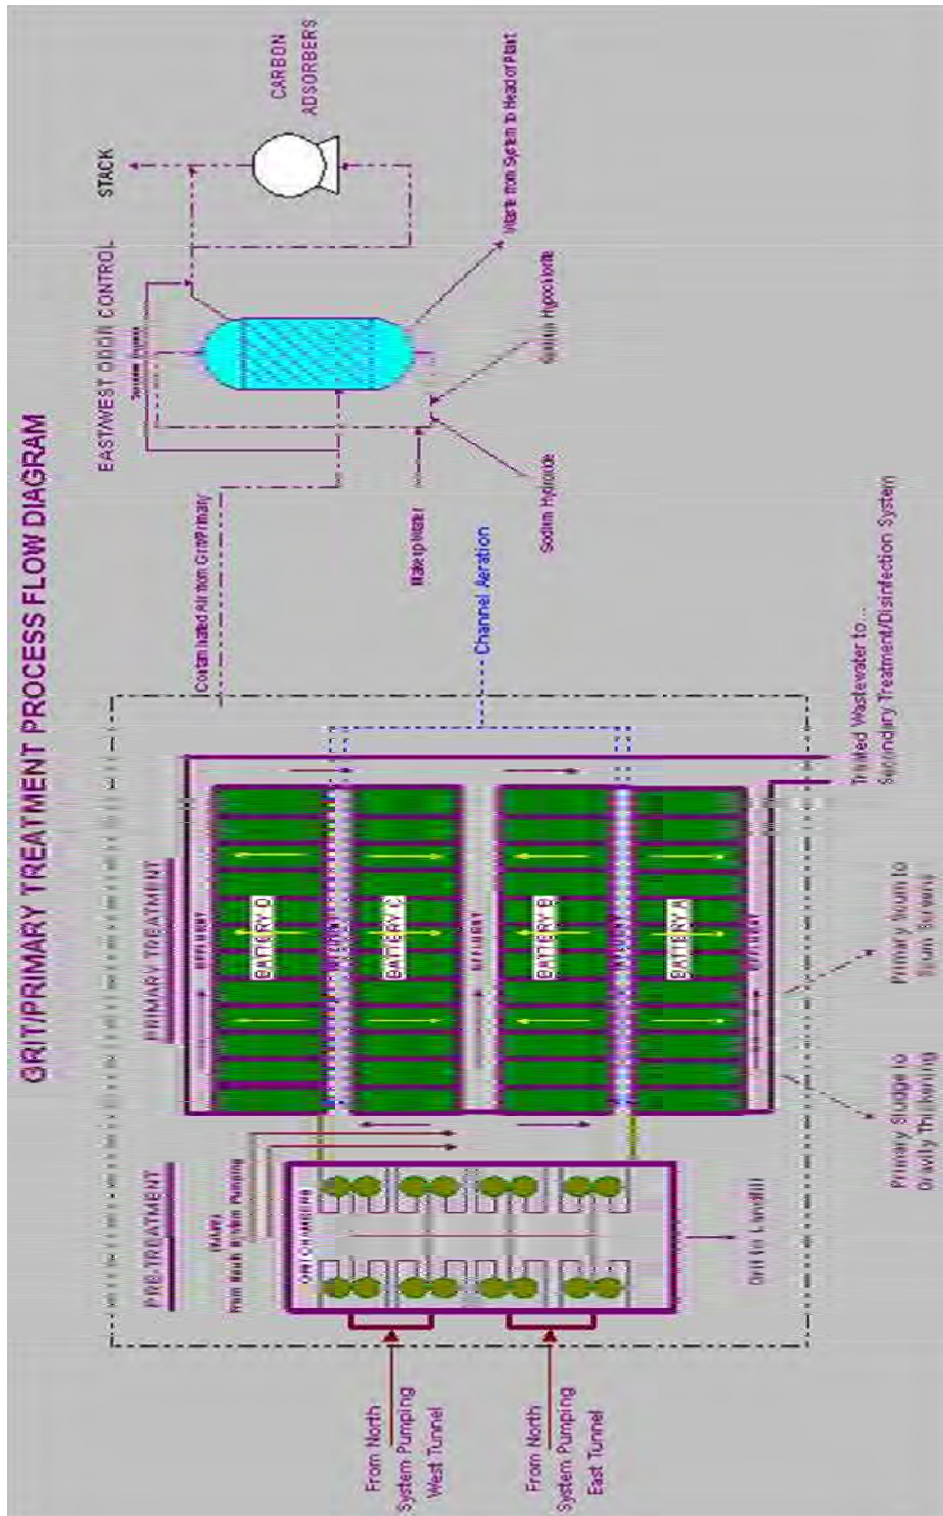 GRIT/PRIMARY TREATMENT PROCESS FLOW DIAGRAM
PRE-TREATMENT
From North
System Pumping
West Tunnel
From North
System Pumping
East Tunnel
GRIT CHAMBERS
Grit to Landfill
PRIMARY TREATMENT
EFFLUENT
BATTERY D
BATTERY C
EFFLUENT
BATTERY B
BATTERY A
EFFLUENT
Primary Sludge to
Gravity Thickening
Primary Scum to
Scum Screens
Treated Wastewater to...
Secondary Treatment/Disinfection System
Channel Aeration
Contaminated Air from Grit/Primary
EAST/WEST ODOR CONTROL
Makeup Water
Sodium Hydroxide
Sodium Hypochlorite
Waste from System to Head of Plant
STACK
CARBON
ADSORBERS